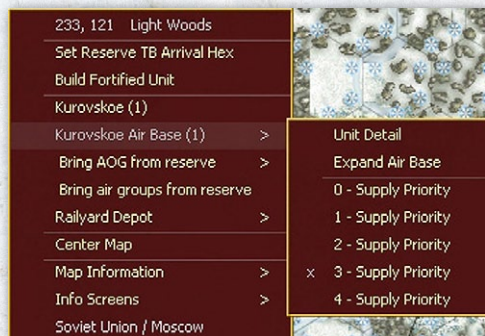 233, 121 Light Woods
Set Reserve TB Arrival Hex
Build Fortified Unit
Kurovskoe (1)
Kurovskoe Air Base (1) >
Bring AOG from reserve >
Bring air groups from reserve
Railyard Depot >
Center Map
Map Information >
Info Screens >
Soviet Union / Moscow
Unit Detail
Expand Air Base
0 - Supply Priority
1 - Supply Priority
2 - Supply Priority
x 3 - Supply Priority
4 - Supply Priority